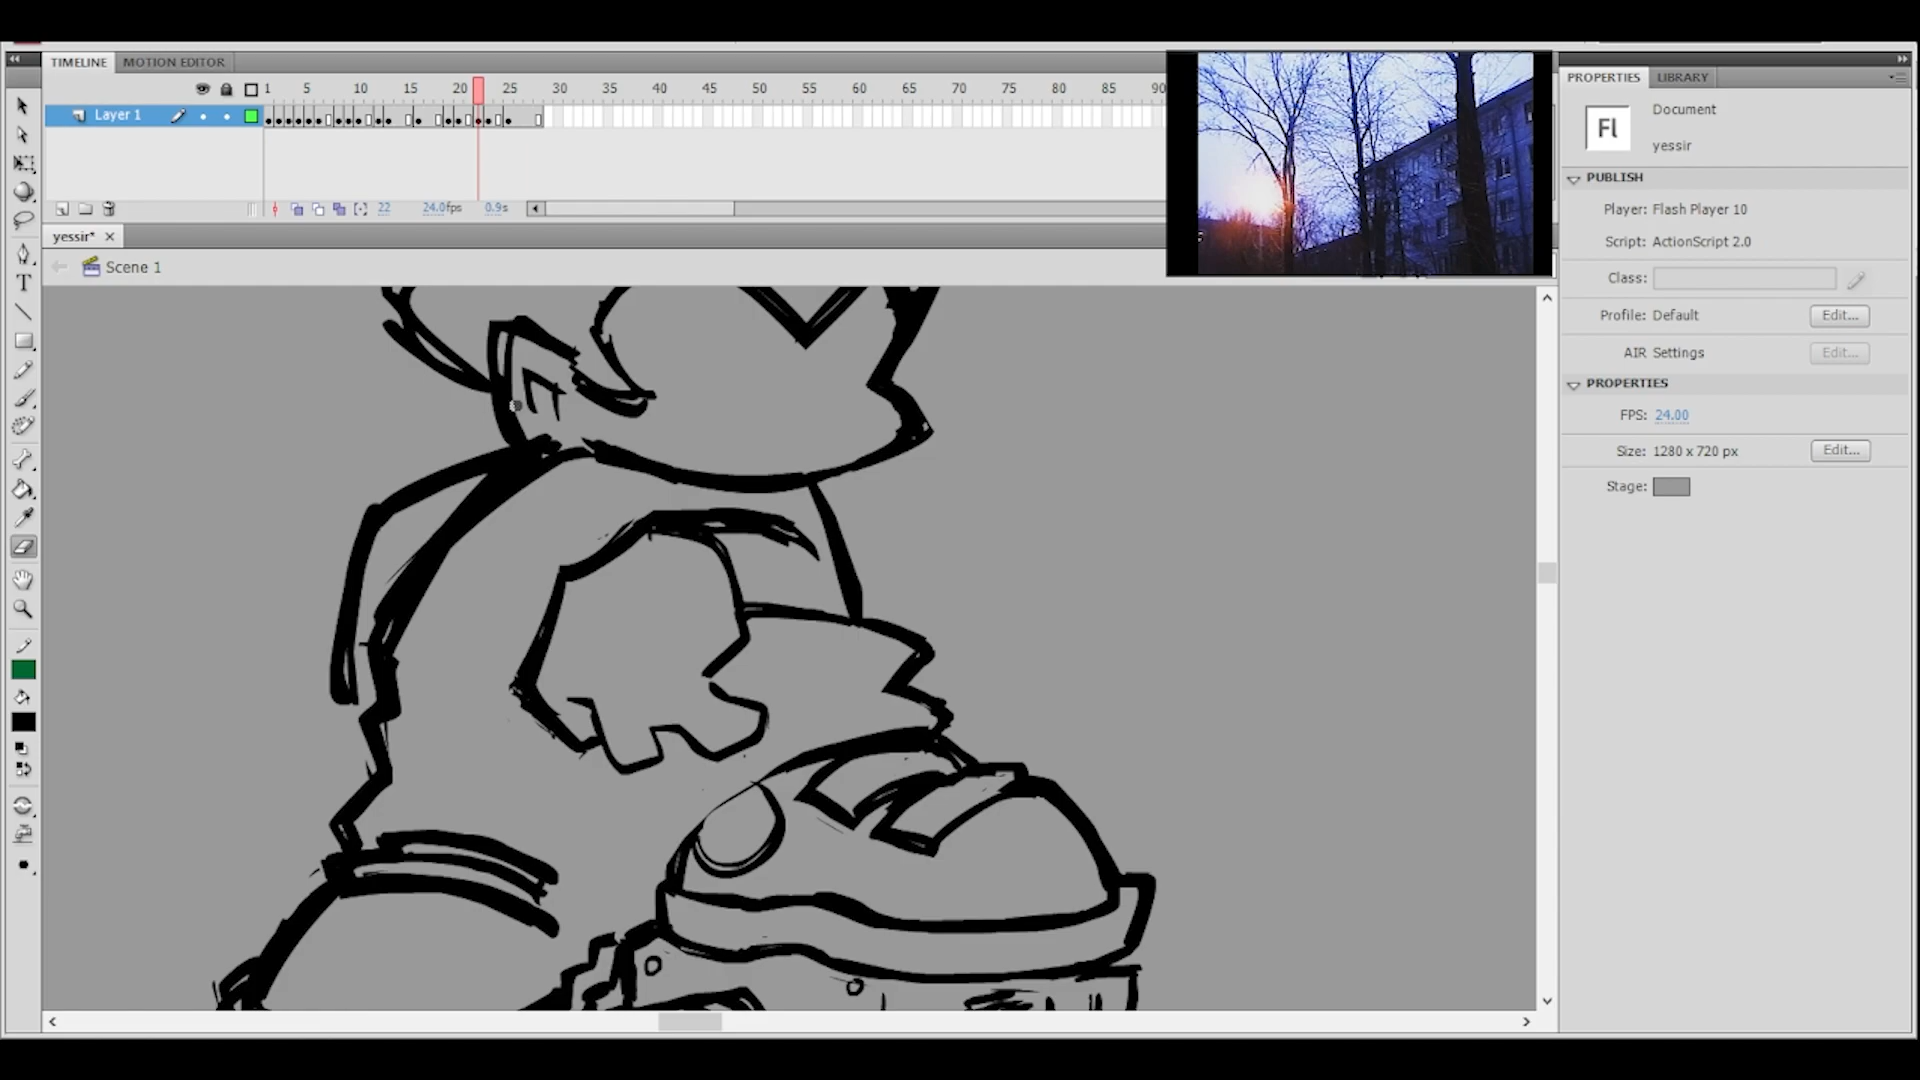 TIMELINE MOTION EDITOR
1 5 10 15 20 25 30 35 40 45 50 55 60 65 70 75 80 85 90
Layer 1
22 24.0fps 0.9s
yessir*
Scene 1
PROPERTIES LIBRARY
Fl
Document
yessir
PUBLISH
Player: Flash Player 10
Script: ActionScript 2.0
Class:
Profile: Default Edit...
AIR Settings Edit...
PROPERTIES
FPS: 24.00
Size: 1280 x 720 px Edit...
Stage:
T